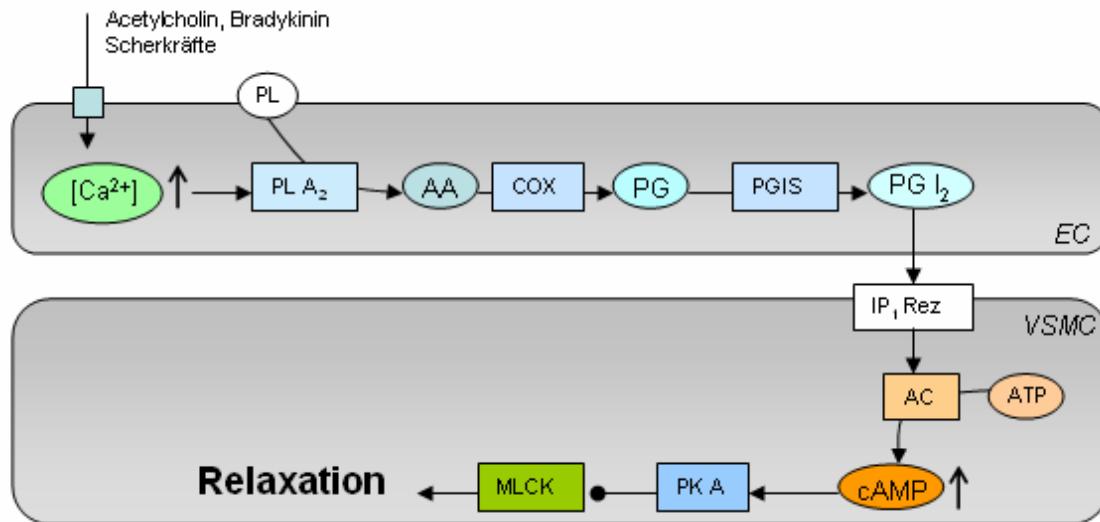 Acetylcholin, Bradykinin
Scherkräfte
PL
[Ca²⁺] ↑
PL A₂
AA
COX
PG
PGIS
PG I₂
EC
IP₁ Rez
VSMC
AC
ATP
Relaxation
MLCK
PK A
cAMP ↑